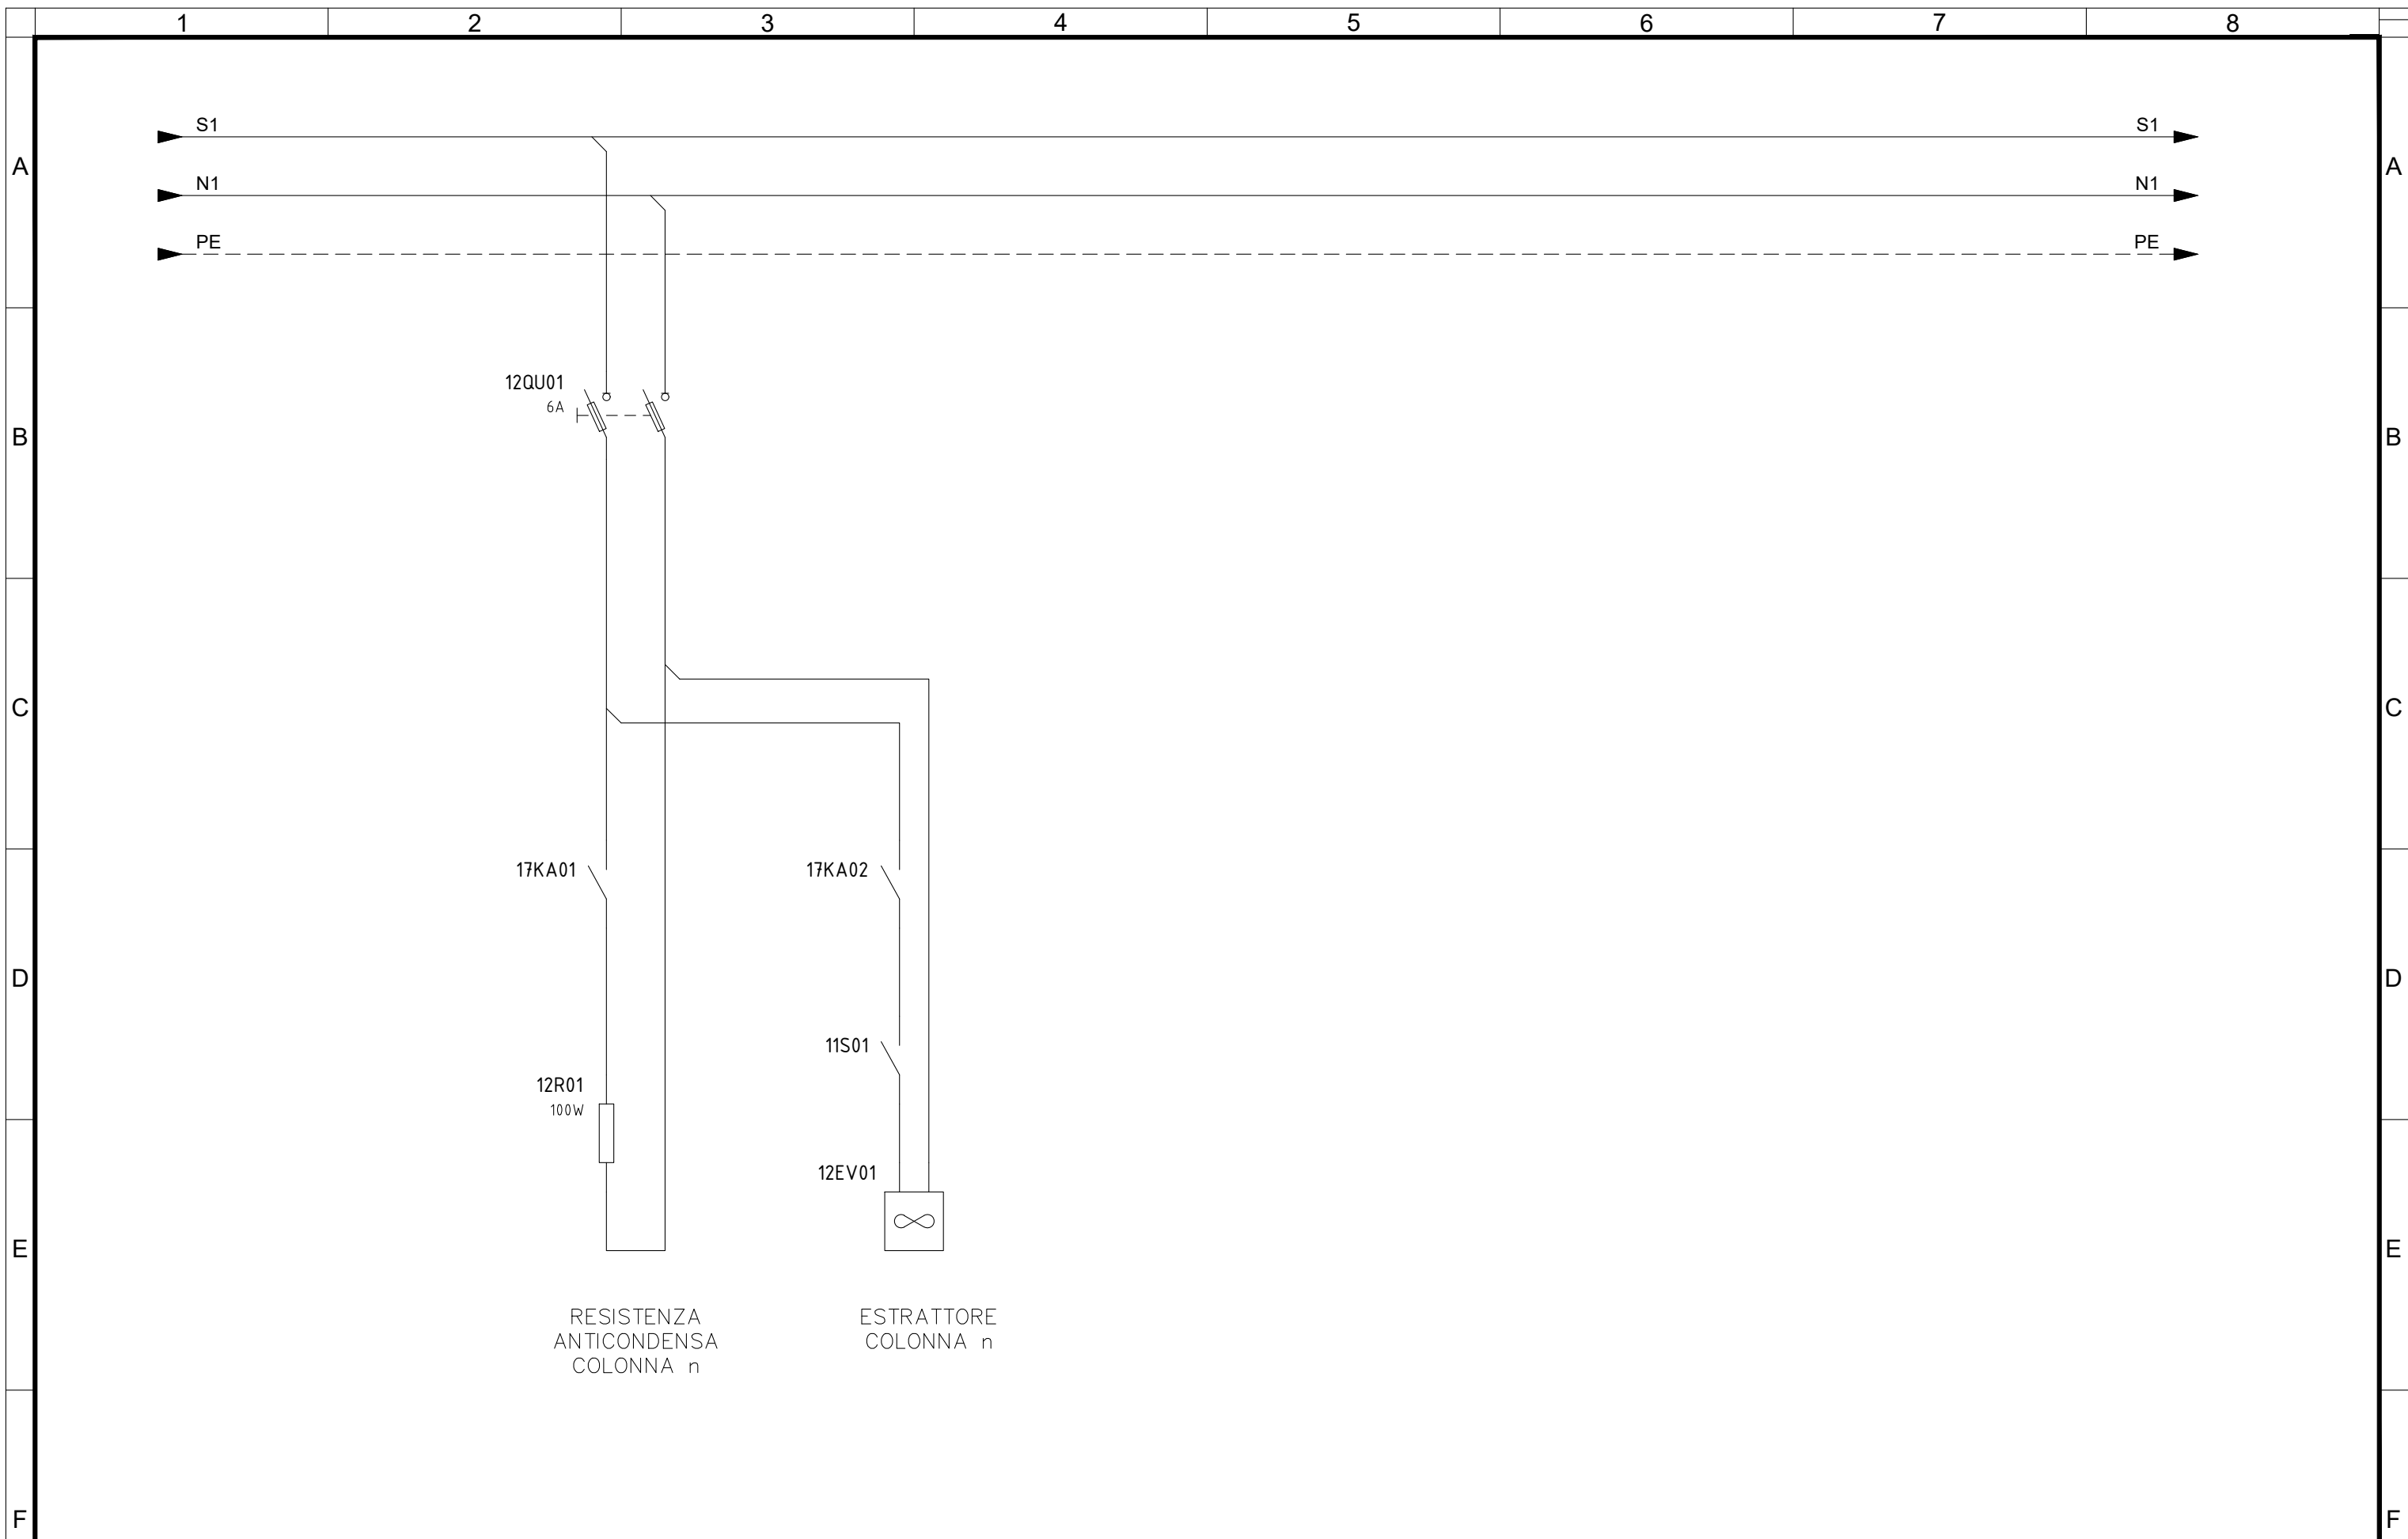 1 2 3 4 5 6 7 8
S1 S1
A A
N1 N1
PE PE
12QU01
6A
B B
C C
17KA01 17KA02
D D
11S01
12R01
100W
12EV01
E E
RESISTENZA
ANTICONDENSA
COLONNA n
ESTRATTORE
COLONNA n
F F